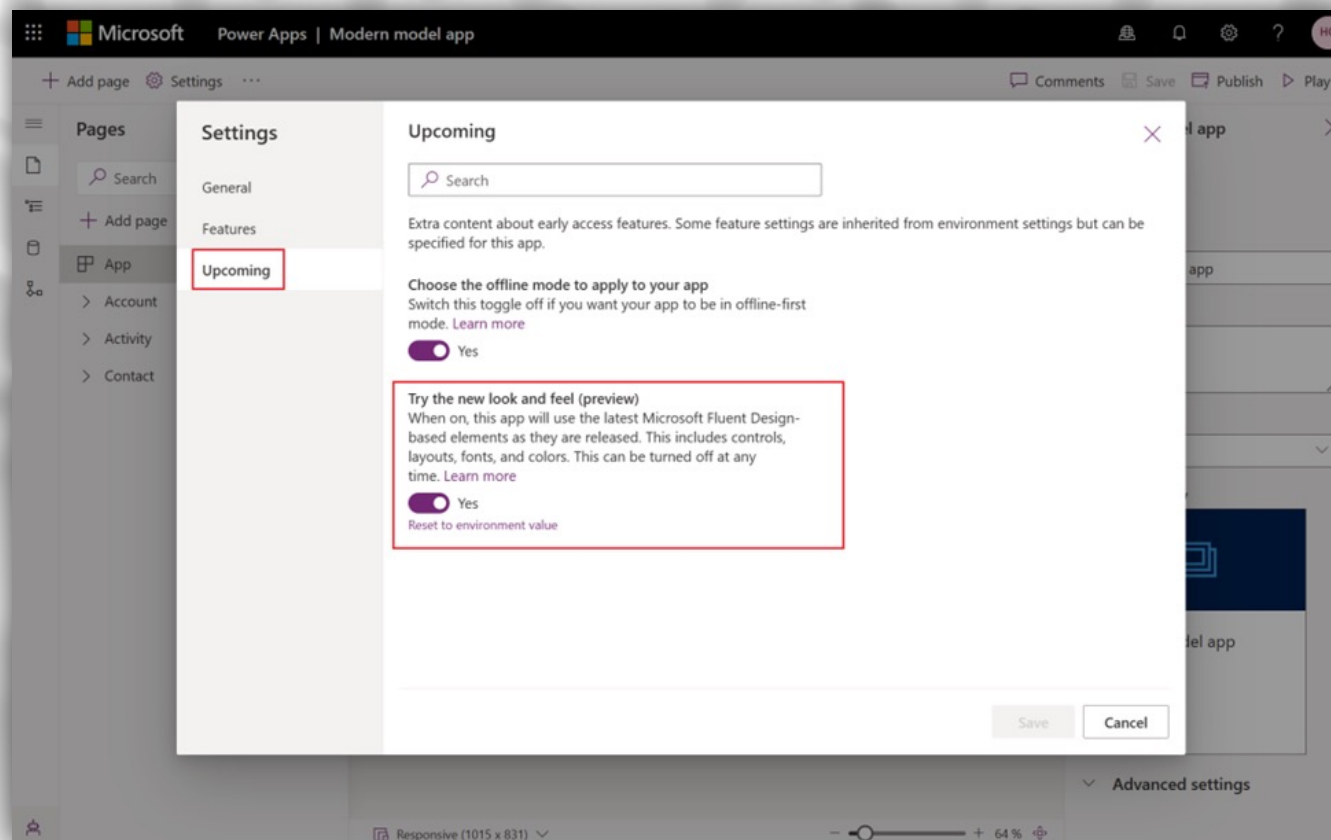 Microsoft Power Apps | Modern model app
?
HC
+ Add page Settings ...
Comments Save Publish Play
Pages
Search
+ Add page
App
Account
Activity
Contact
Settings
General
Features
Upcoming
Upcoming
Search
Extra content about early access features. Some feature settings are inherited from environment settings but can be
specified for this app.
Choose the offline mode to apply to your app
Switch this toggle off if you want your app to be in offline-first
mode. Learn more
Yes
Try the new look and feel (preview)
When on, this app will use the latest Microsoft Fluent Design-
based elements as they are released. This includes controls,
layouts, fonts, and colors. This can be turned off at any
time. Learn more
Yes
Reset to environment value
Save Cancel
el app
app
del app
Advanced settings
Responsive (1015 x 831)
- + 64 %